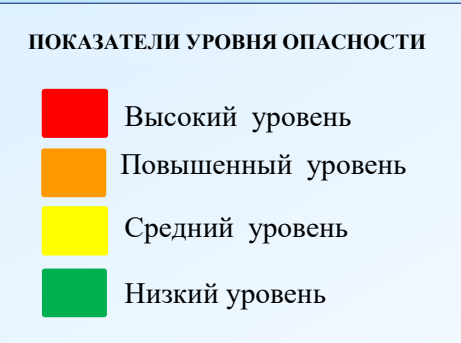 ПОКАЗАТЕЛИ УРОВНЯ ОПАСНОСТИ
Высокий уровень
Повышенный уровень
Средний уровень
Низкий уровень